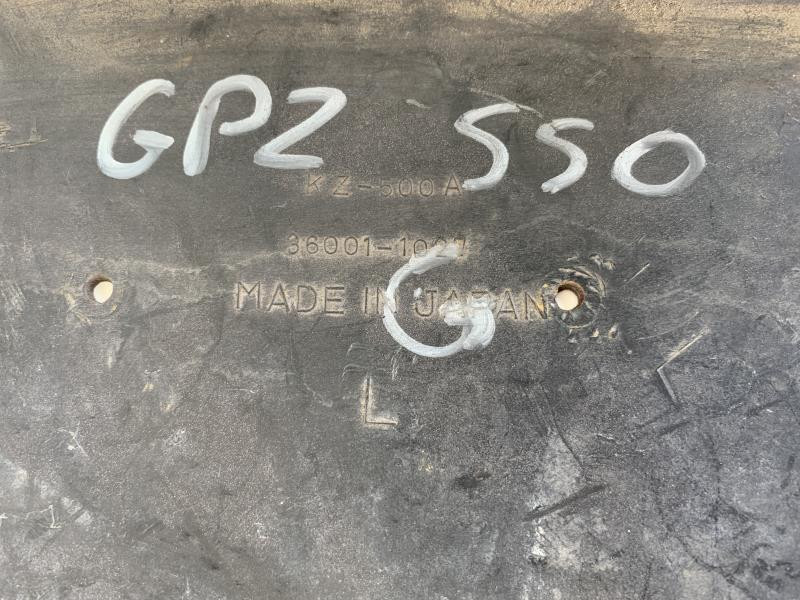 GPZ 550
KZ-500A
36001-1027
MADE IN JAPAN
G
L